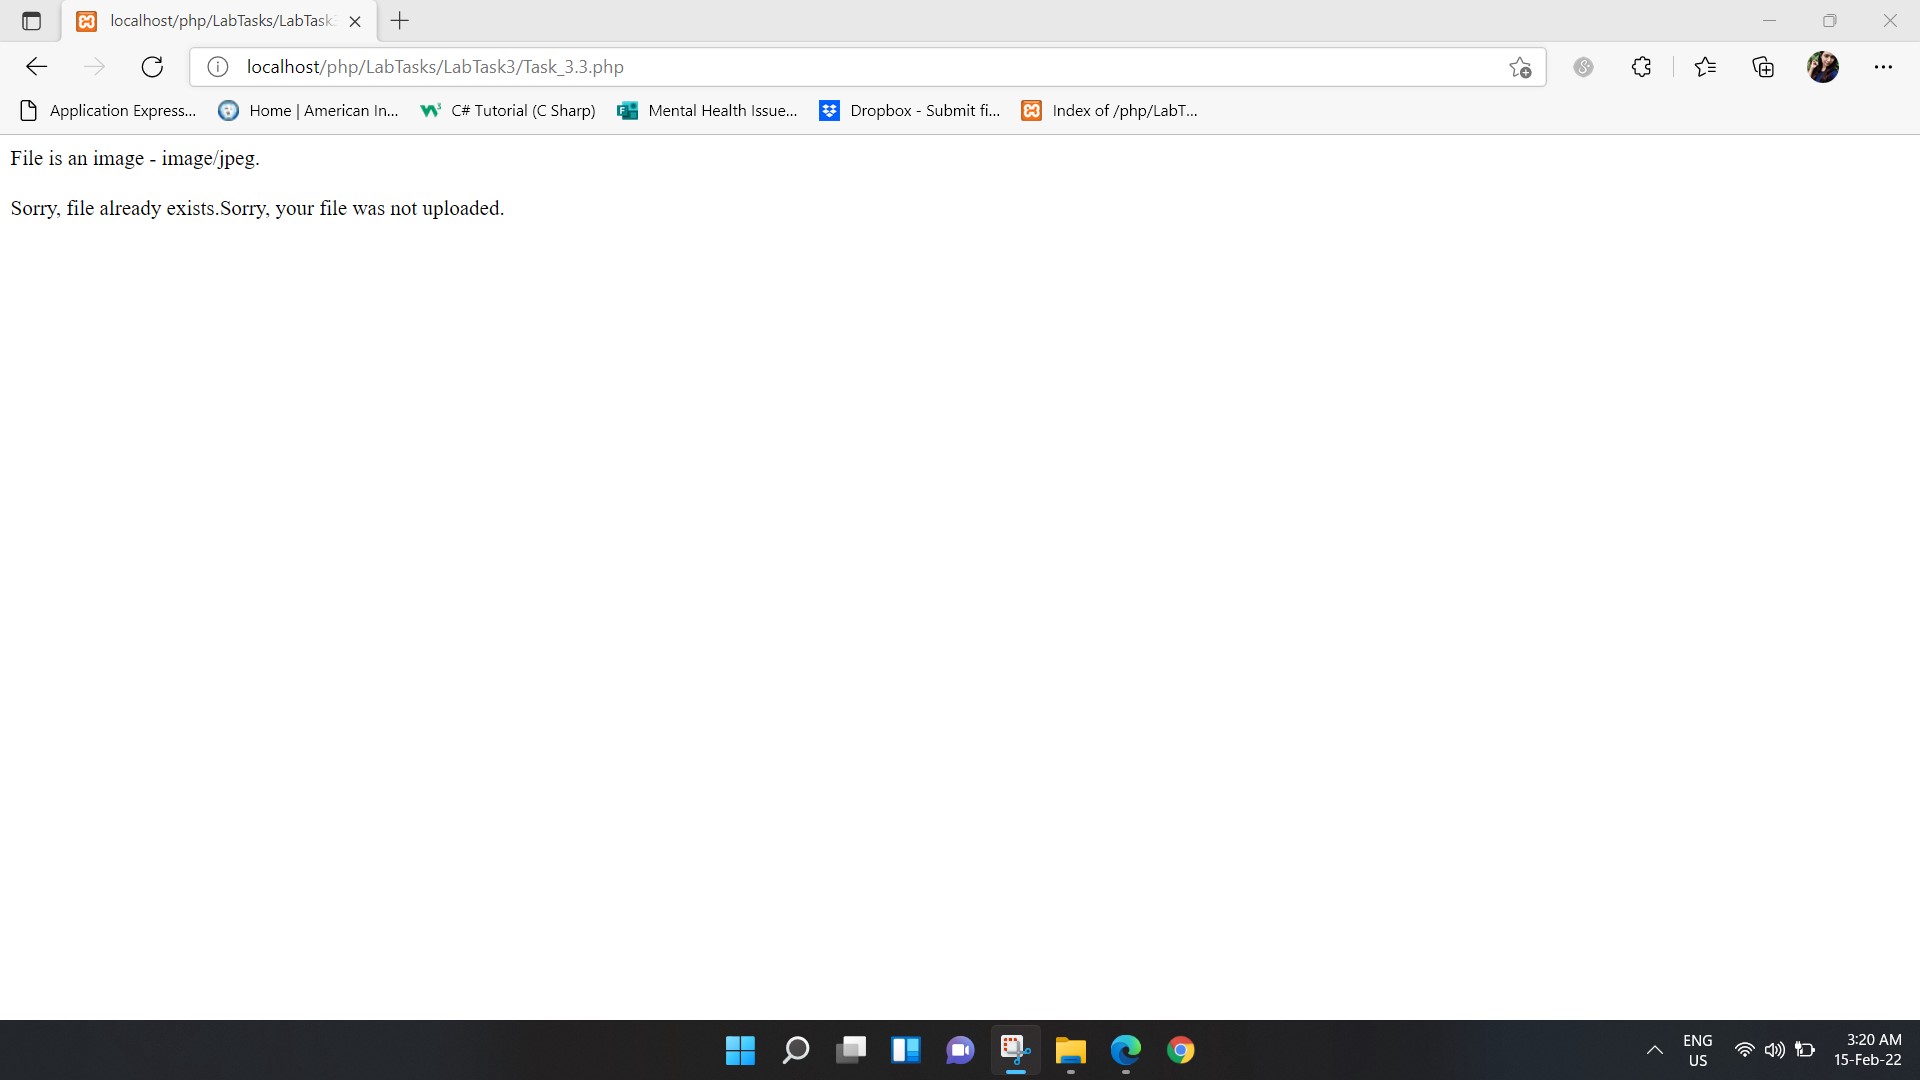 localhost/php/LabTasks/LabTask
localhost/php/LabTasks/LabTask3/Task_3.3.php
Application Express...
Home | American In...
C# Tutorial (C Sharp)
Mental Health Issue...
Dropbox - Submit fi...
Index of /php/LabT...
File is an image - image/jpeg.
Sorry, file already exists.Sorry, your file was not uploaded.
ENG
US
3:20 AM
15-Feb-22